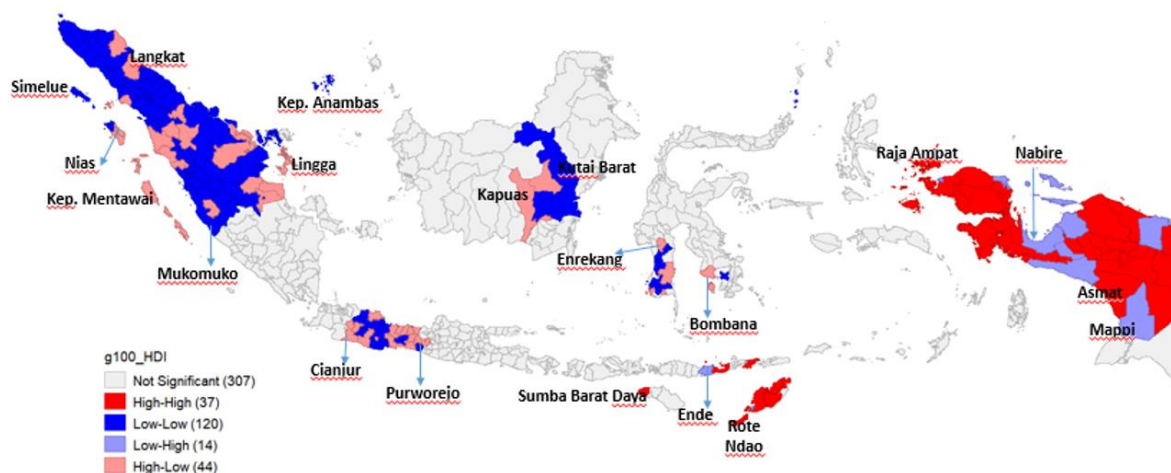 Langkat
Simelue
Kep. Anambas
Nias
Lingga
Kep. Mentawai
Mukomuko
Kapuas
Kutai Barat
Enrekang
Bombana
Raja Ampat
Nabire
Asmat
Mappi
Cianjur
Purworejo
Sumba Barat Daya
Ende
Rote
Ndao
g100_HDI
Not Significant (307)
High-High (37)
Low-Low (120)
Low-High (14)
High-Low (44)